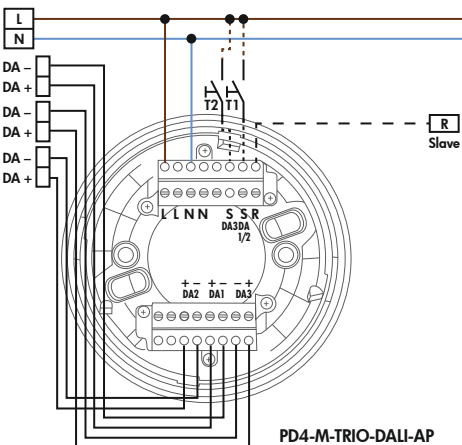 L
N
DA –
DA +
DA –
DA +
DA –
DA +
T2 T1
R
Slave
L L N N S S R
DA3 DA
1/2
+ – + – – +
DA2 DA1 DA3
PD4-M-TRIO-DALI-AP